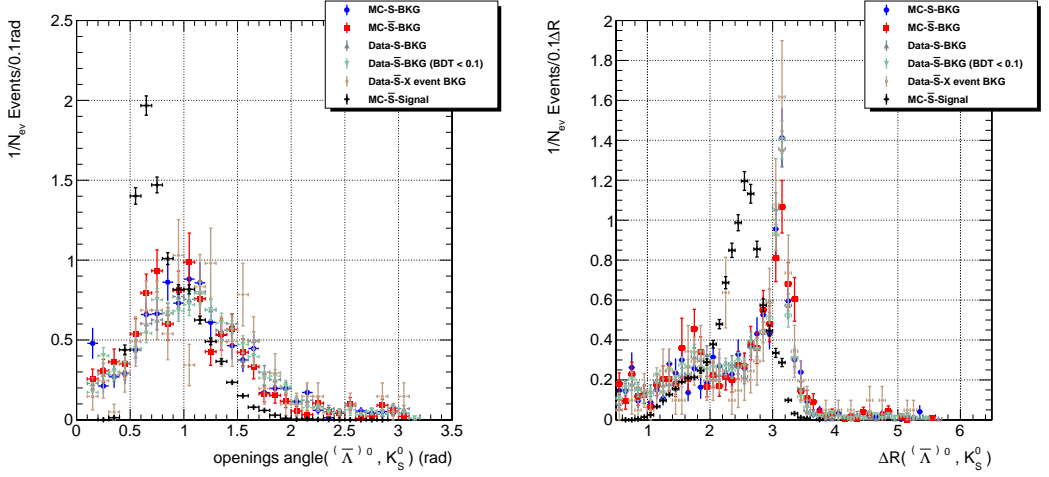 1/N_ev Events/0.1rad
2.5
2
1.5
1
0.5
0
0 0.5 1 1.5 2 2.5 3 3.5
openings angle( (Λ̅)⁰ , K_S^0 ) (rad)
MC-S-BKG
MC-S̅-BKG
Data-S-BKG
Data-S̅-BKG (BDT < 0.1)
Data-S̅-X event BKG
MC-S̅-Signal
1/N_ev Events/0.1ΔR
2
1.8
1.6
1.4
1.2
1
0.8
0.6
0.4
0.2
0
1 2 3 4 5 6
ΔR( (Λ̅)⁰ , K_S^0 )
MC-S-BKG
MC-S̅-BKG
Data-S-BKG
Data-S̅-BKG (BDT < 0.1)
Data-S̅-X event BKG
MC-S̅-Signal